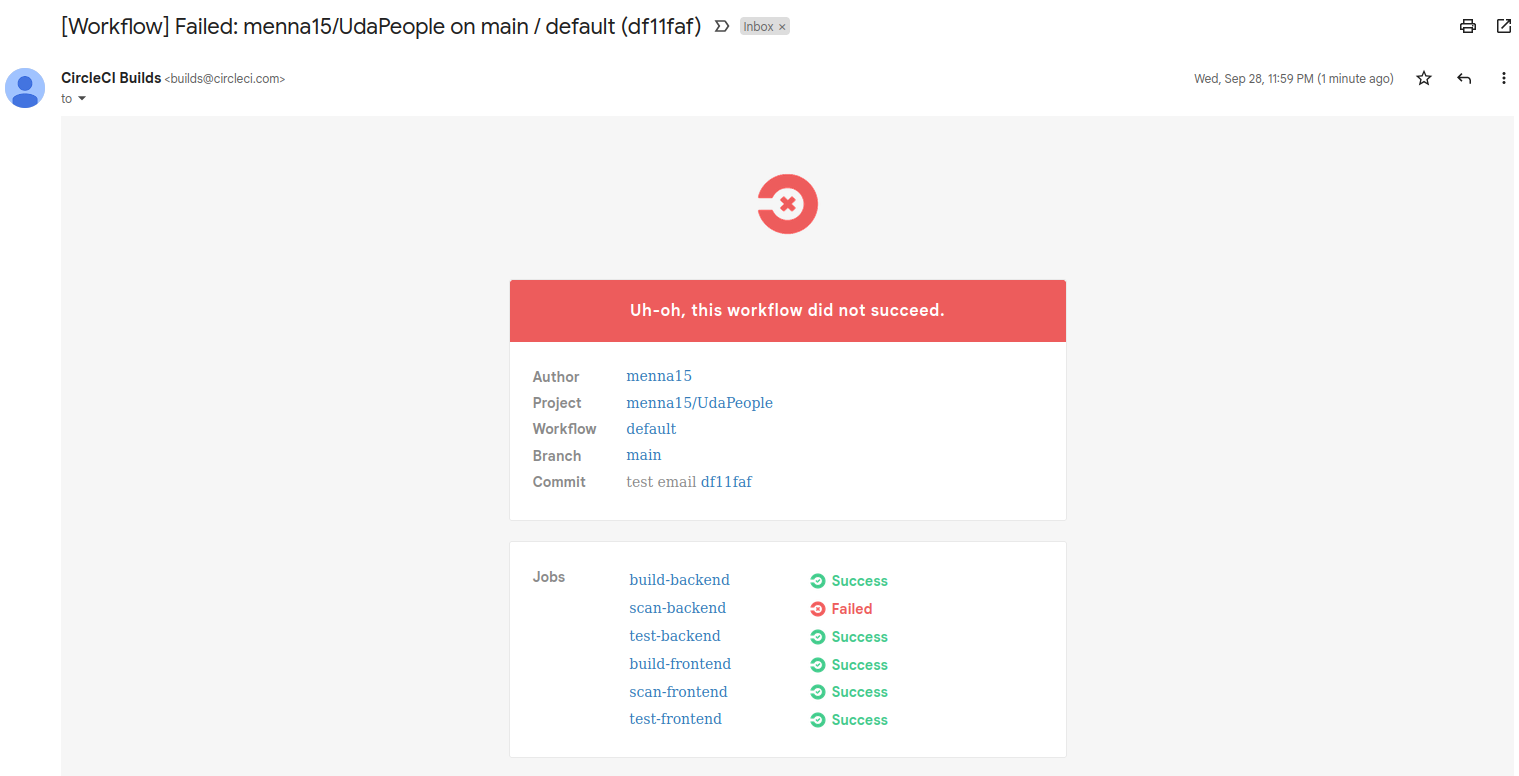 [Workflow] Failed: menna15/UdaPeople on main / default (df11faf) Inbox ×
CircleCI Builds <builds@circleci.com> Wed, Sep 28, 11:59 PM (1 minute ago)
to
Uh-oh, this workflow did not succeed.
Author menna15
Project menna15/UdaPeople
Workflow default
Branch main
Commit test email df11faf
Jobs build-backend Success
scan-backend Failed
test-backend Success
build-frontend Success
scan-frontend Success
test-frontend Success